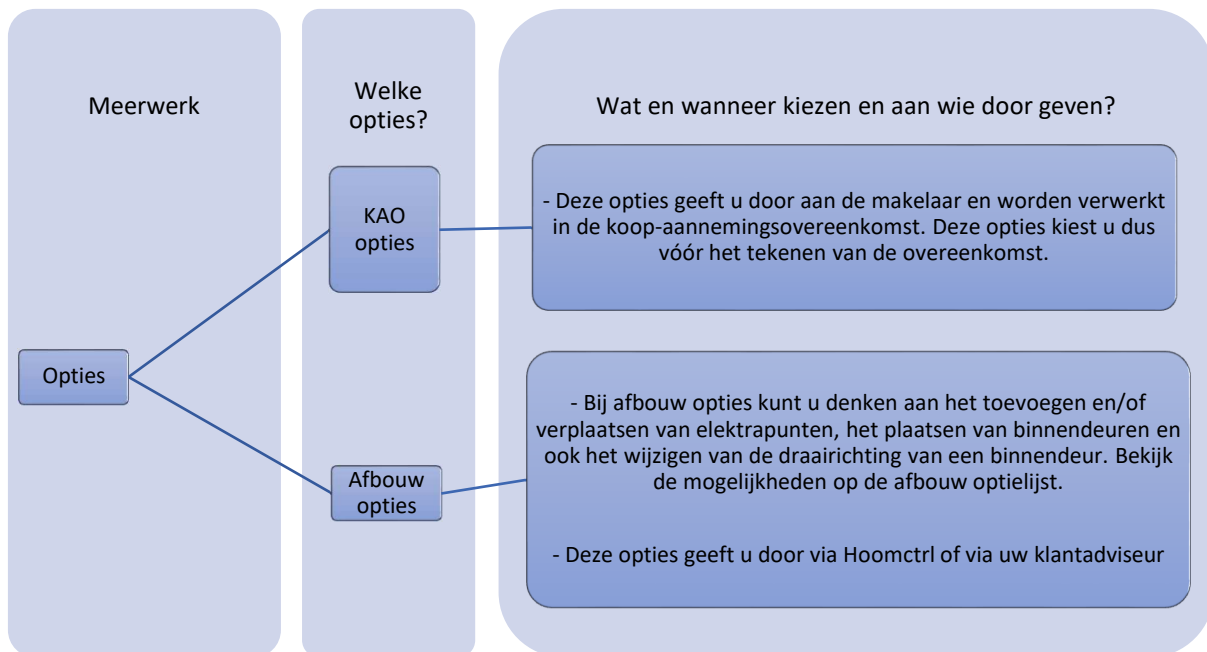 Meerwerk
Welke
opties?
Wat en wanneer kiezen en aan wie door geven?
Opties
KAO
opties
- Deze opties geeft u door aan de makelaar en worden verwerkt
in de koop-aannemingsovereenkomst. Deze opties kiest u dus
vóór het tekenen van de overeenkomst.
Afbouw
opties
- Bij afbouw opties kunt u denken aan het toevoegen en/of
verplaatsen van elektrapunten, het plaatsen van binnendeuren en
ook het wijzigen van de draairichting van een binnendeur. Bekijk
de mogelijkheden op de afbouw optielijst.
- Deze opties geeft u door via Hoomctrl of via uw klantadviseur